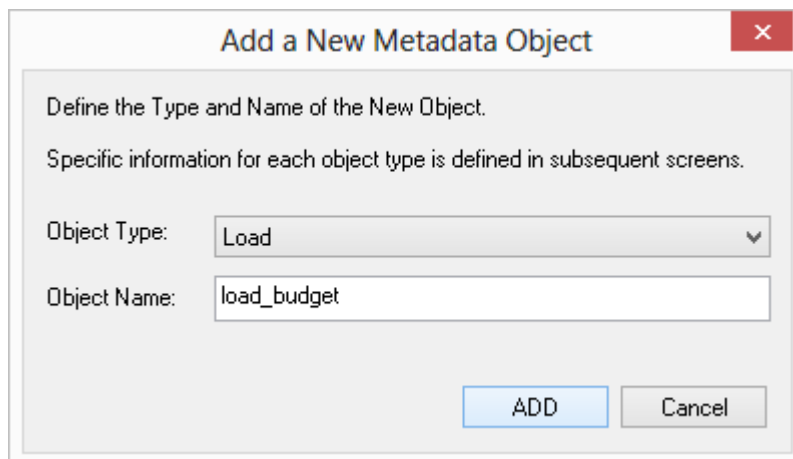 Add a New Metadata Object
Define the Type and Name of the New Object.
Specific information for each object type is defined in subsequent screens.
Object Type: Load
Object Name: load_budget
ADD Cancel